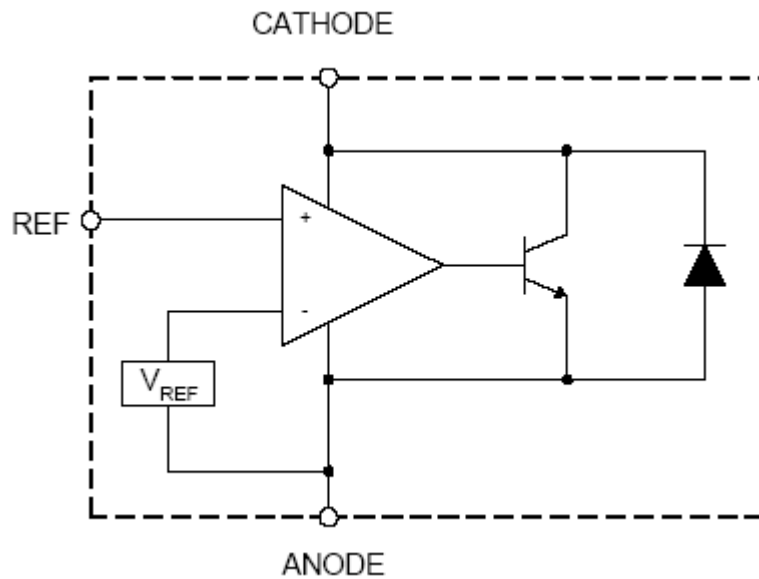 CATHODE
REF
+
-
VREF
ANODE